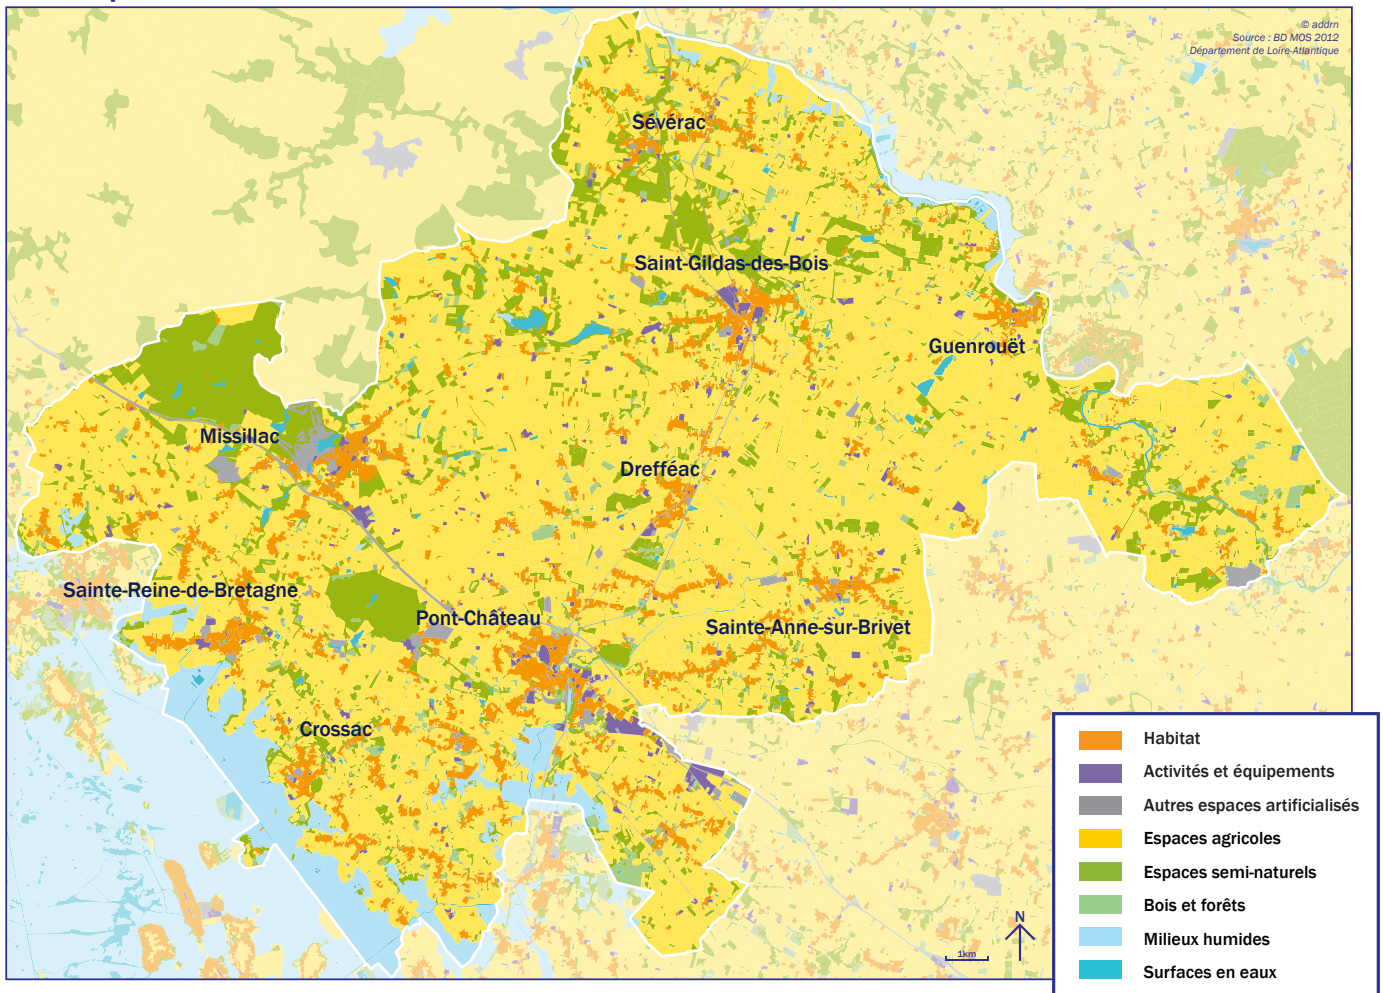 © addrn
Source : BD MOS 2012
Département de Loire-Atlantique
Sévérac
Saint-Gildas-des-Bois
Guenrouët
Missillac
Drefféac
Sainte-Reine-de-Bretagne
Pont-Château
Sainte-Anne-sur-Brivet
Crossac
Habitat
Activités et équipements
Autres espaces artificialisés
Espaces agricoles
Espaces semi-naturels
Bois et forêts
Milieux humides
Surfaces en eaux
N
1km